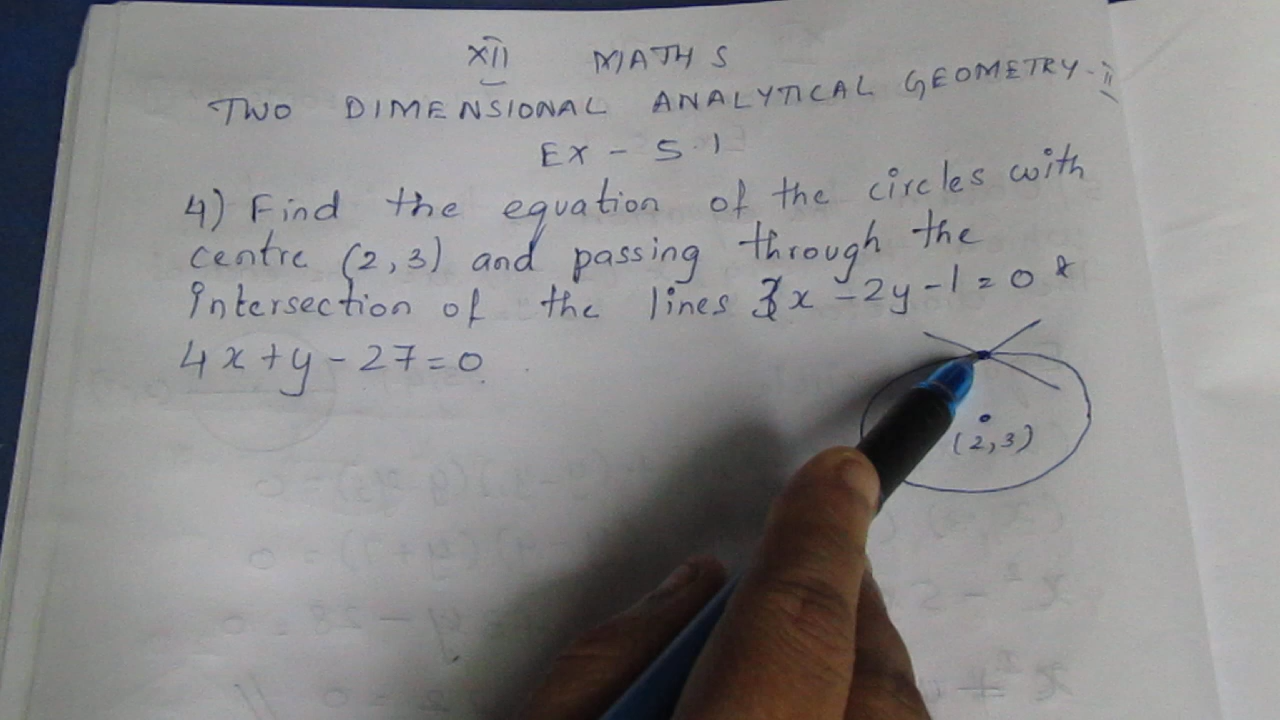 XII MATHS
TWO DIMENSIONAL ANALYTICAL GEOMETRY-II
EX - 5.1
4) Find the equation of the circles with
centre (2,3) and passing through the
intersection of the lines 3x -2y -1=0 &
4x+y-27=0
(2,3)